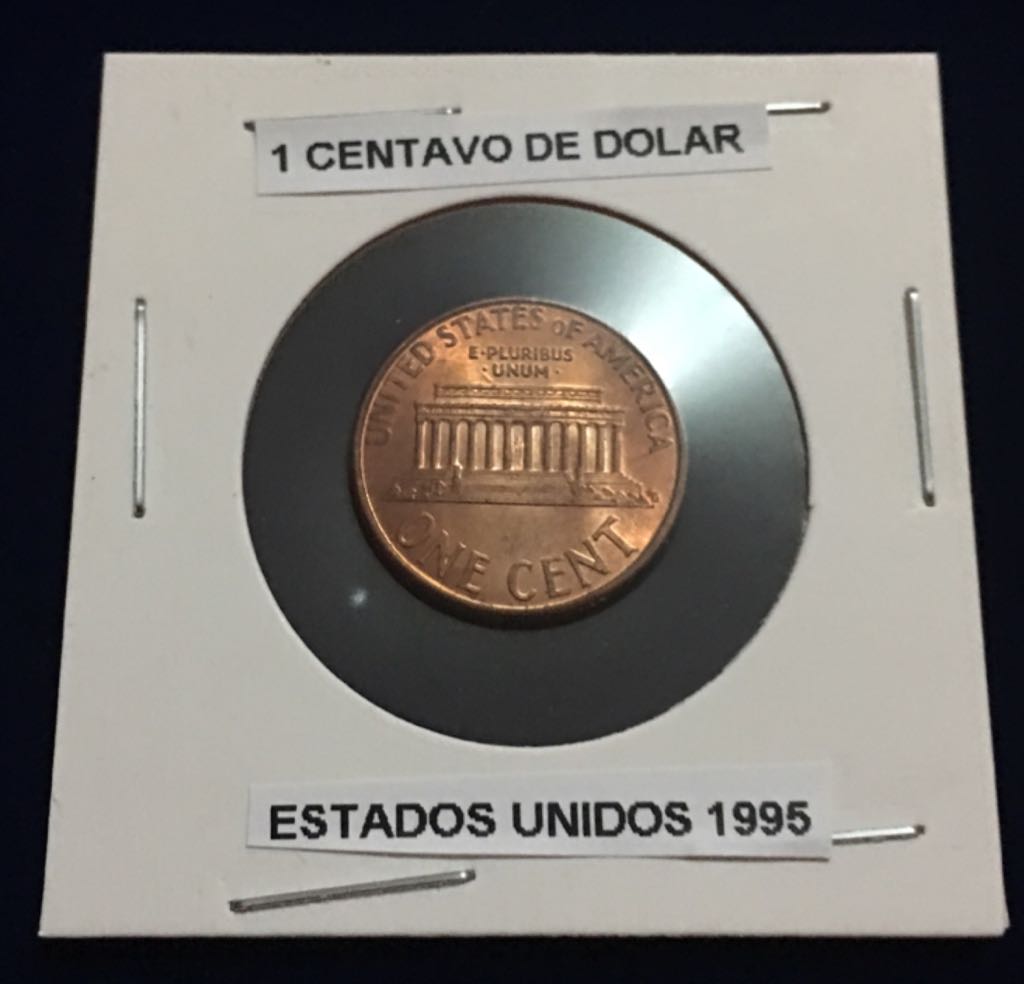 1 CENTAVO DE DOLAR
UNITED STATES OF AMERICA
E·PLURIBUS
·UNUM·
ONE CENT
ESTADOS UNIDOS 1995